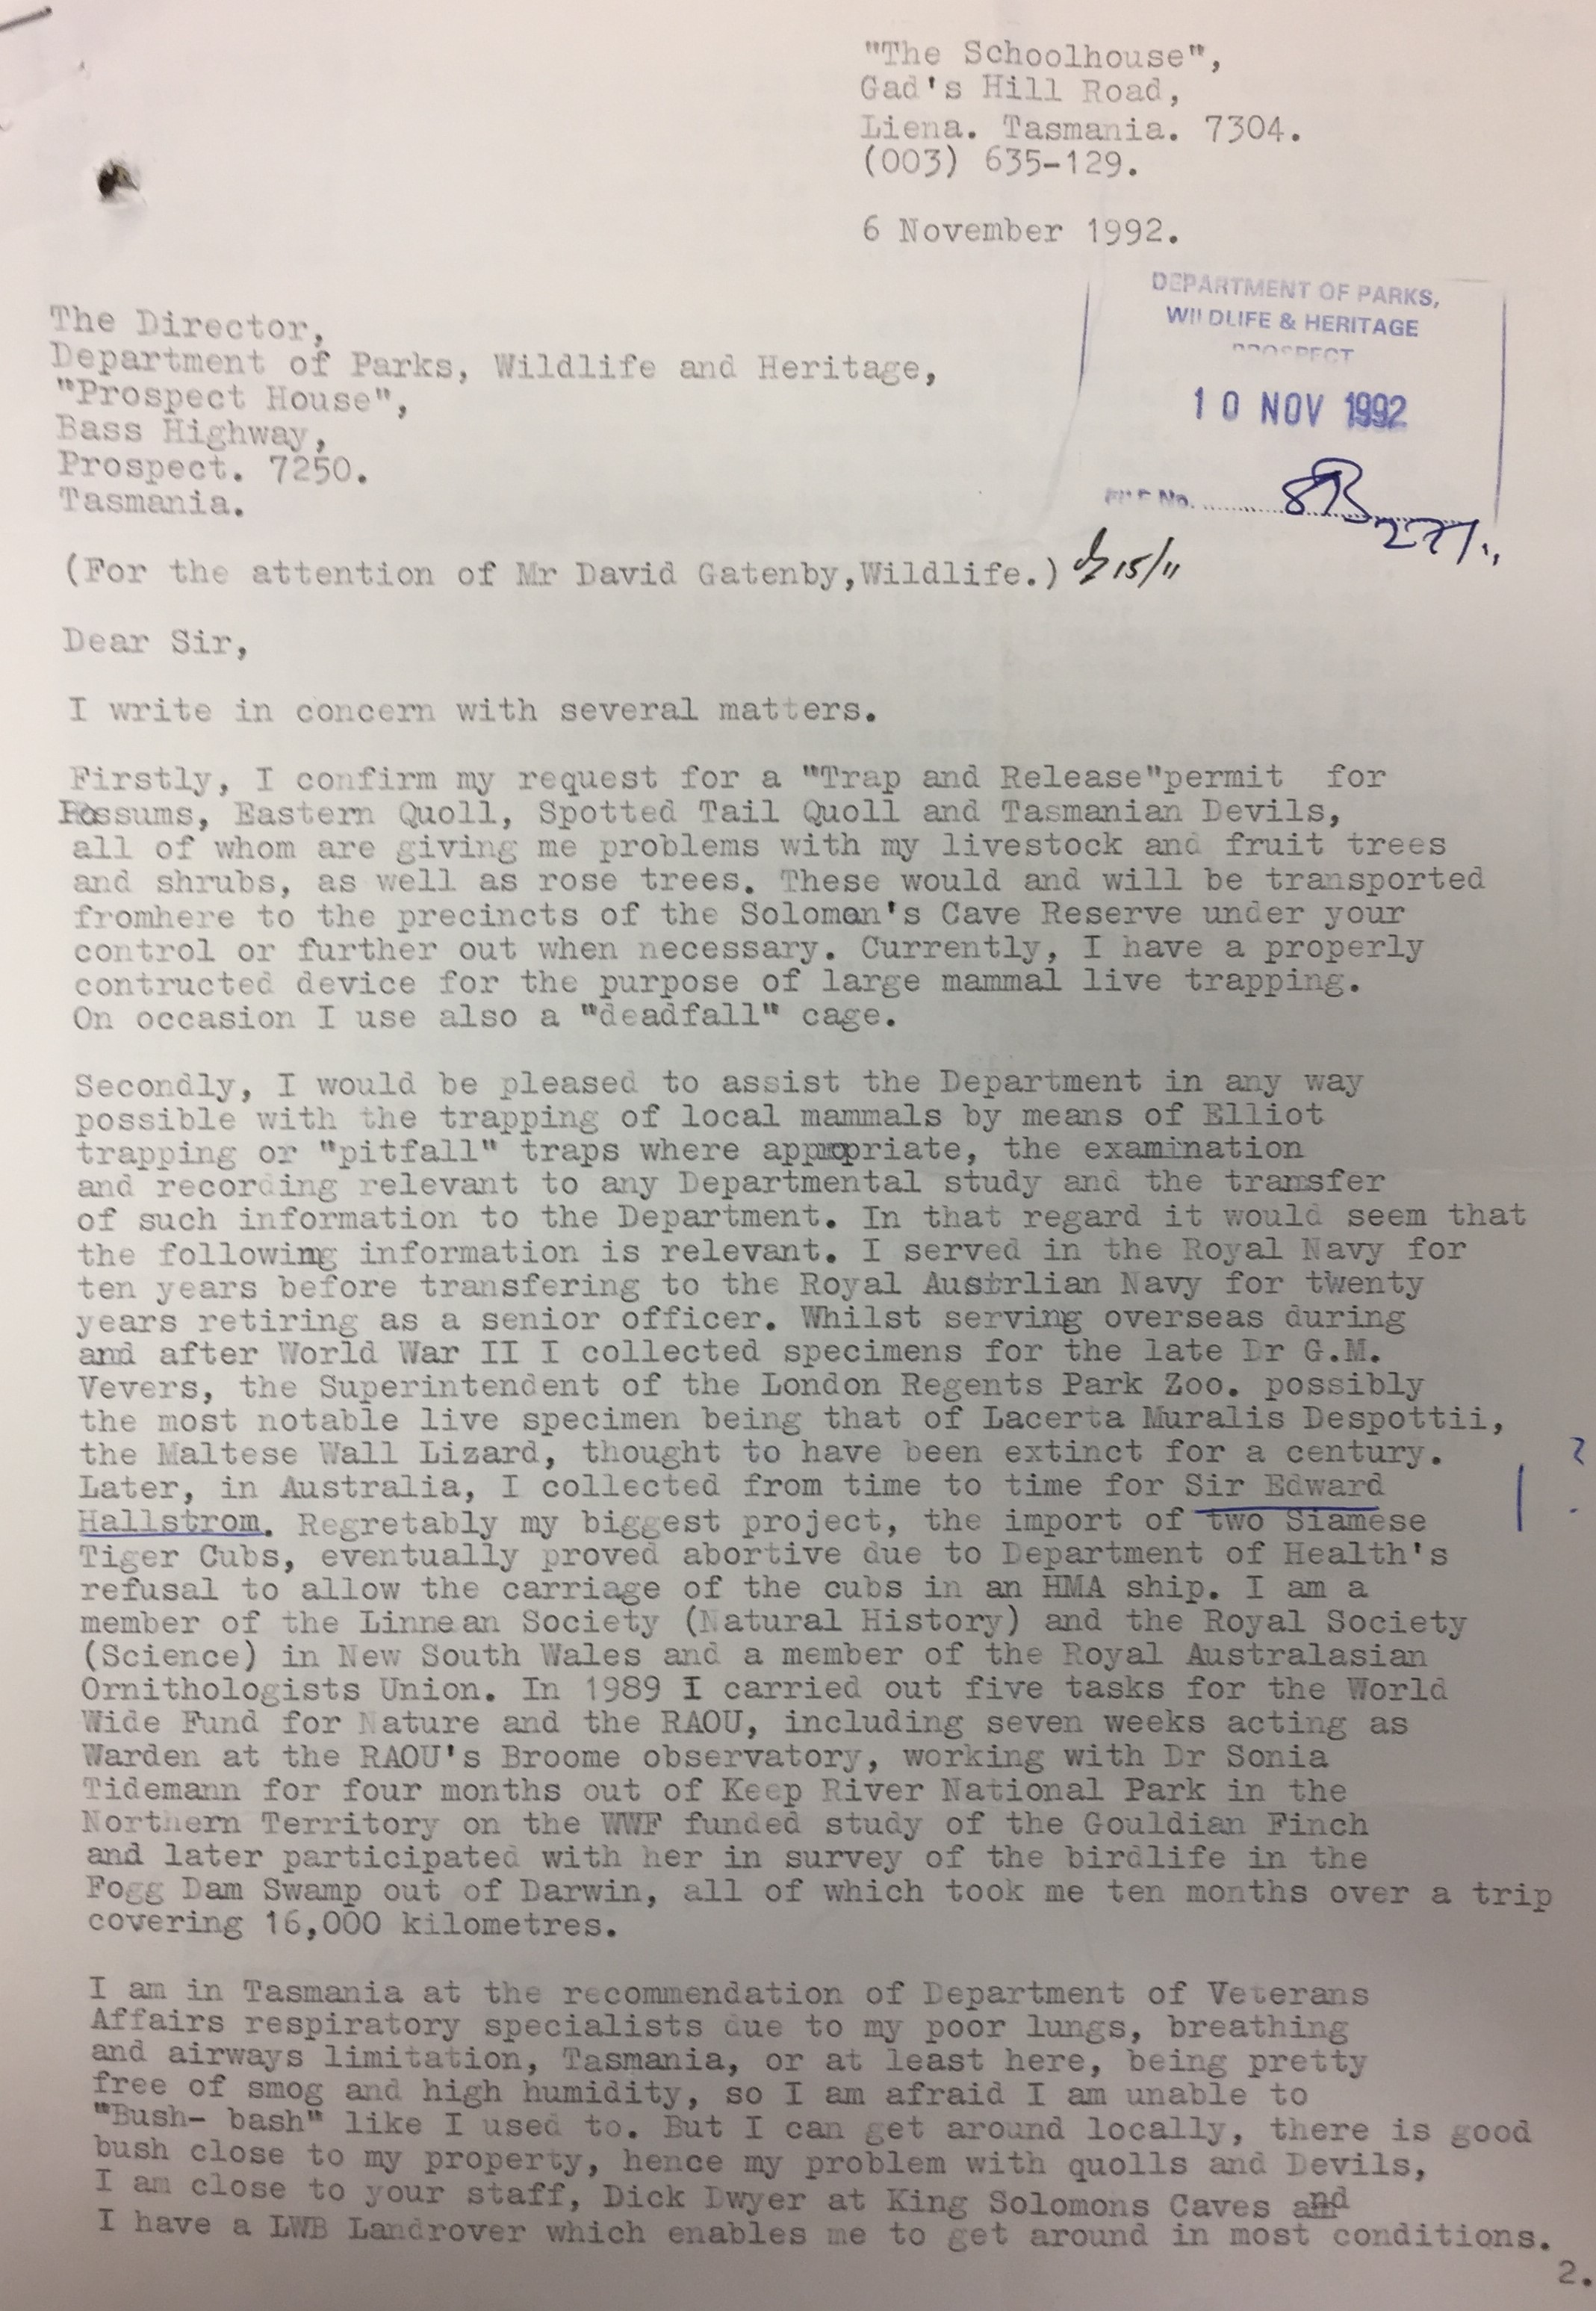 "The Schoolhouse",
Gad's Hill Road,
Liena. Tasmania. 7304.
(003) 635-129.
6 November 1992.
DEPARTMENT OF PARKS,
WILDLIFE & HERITAGE
PROSPECT
10 NOV 1992
FILE No.
The Director,
Department of Parks, Wildlife and Heritage,
"Prospect House",
Bass Highway,
Prospect. 7250.
Tasmania.
(For the attention of Mr David Gatenby,Wildlife.) 15/11
Dear Sir,
I write in concern with several matters.
Firstly, I confirm my request for a "Trap and Release"permit for
Possums, Eastern Quoll, Spotted Tail Quoll and Tasmanian Devils,
all of whom are giving me problems with my livestock and fruit trees
and shrubs, as well as rose trees. These would and will be transported
fromhere to the precincts of the Solomon's Cave Reserve under your
control or further out when necessary. Currently, I have a properly
contructed device for the purpose of large mammal live trapping.
On occasion I use also a "deadfall" cage.
Secondly, I would be pleased to assist the Department in any way
possible with the trapping of local mammals by means of Elliot
trapping or "pitfall" traps where appropriate, the examination
and recording relevant to any Departmental study and the transfer
of such information to the Department. In that regard it would seem that
the following information is relevant. I served in the Royal Navy for
ten years before transfering to the Royal Austrlian Navy for twenty
years retiring as a senior officer. Whilst serving overseas during
and after World War II I collected specimens for the late Dr G.M.
Vevers, the Superintendent of the London Regents Park Zoo. possibly
the most notable live specimen being that of Lacerta Muralis Despottii,
the Maltese Wall Lizard, thought to have been extinct for a century.
Later, in Australia, I collected from time to time for Sir Edward
Hallstrom. Regretably my biggest project, the import of two Siamese
?
Tiger Cubs, eventually proved abortive due to Department of Health's
refusal to allow the carriage of the cubs in an HMA ship. I am a
member of the Linnean Society (Natural History) and the Royal Society
(Science) in New South Wales and a member of the Royal Australasian
Ornithologists Union. In 1989 I carried out five tasks for the World
Wide Fund for Nature and the RAOU, including seven weeks acting as
Warden at the RAOU's Broome observatory, working with Dr Sonia
Tidemann for four months out of Keep River National Park in the
Northern Territory on the WWF funded study of the Gouldian Finch
and later participated with her in survey of the birdlife in the
Fogg Dam Swamp out of Darwin, all of which took me ten months over a trip
covering 16,000 kilometres.
I am in Tasmania at the recommendation of Department of Veterans
Affairs respiratory specialists due to my poor lungs, breathing
and airways limitation, Tasmania, or at least here, being pretty
free of smog and high humidity, so I am afraid I am unable to
"Bush- bash" like I used to. But I can get around locally, there is good
bush close to my property, hence my problem with quolls and Devils,
I am close to your staff, Dick Dwyer at King Solomons Caves and
I have a LWB Landrover which enables me to get around in most conditions.
2.